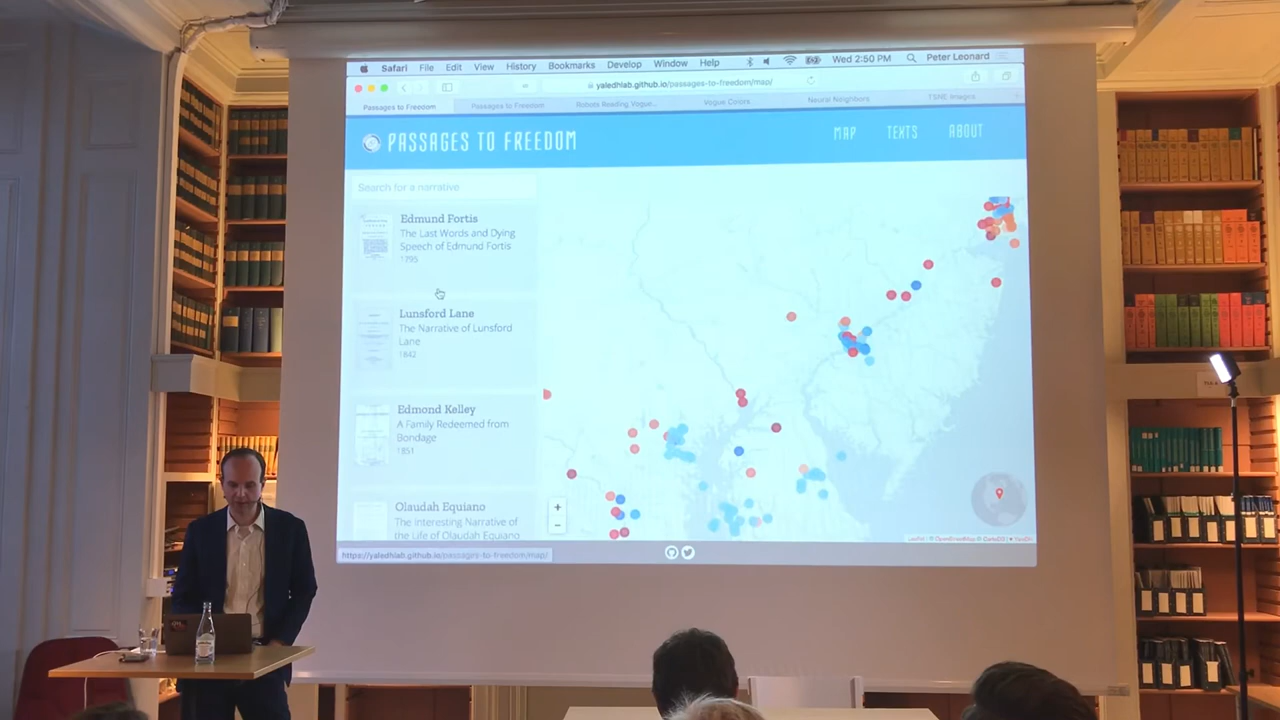 Safari File Edit View History Bookmarks Develop Window Help Wed 2:50 PM Peter Leonard
yaledhlab.github.io/passages-to-freedom/map/
Passages to Freedom Passages to Freedom Robots Reading Vogue... Vogue Colors Neural Neighbors TSNE Images
PASSAGES TO FREEDOM MAP TEXTS ABOUT
Search for a narrative
Edmund Fortis
The Last Words and Dying
Speech of Edmund Fortis
1795
Lunsford Lane
The Narrative of Lunsford
Lane
1842
Edmond Kelley
A Family Redeemed from
Bondage
1851
Olaudah Equiano
The Interesting Narrative of
the Life of Olaudah Equiano
+
−
Leaflet | © OpenStreetMap © CartoDB
https://yaledhlab.github.io/passages-to-freedom/map/